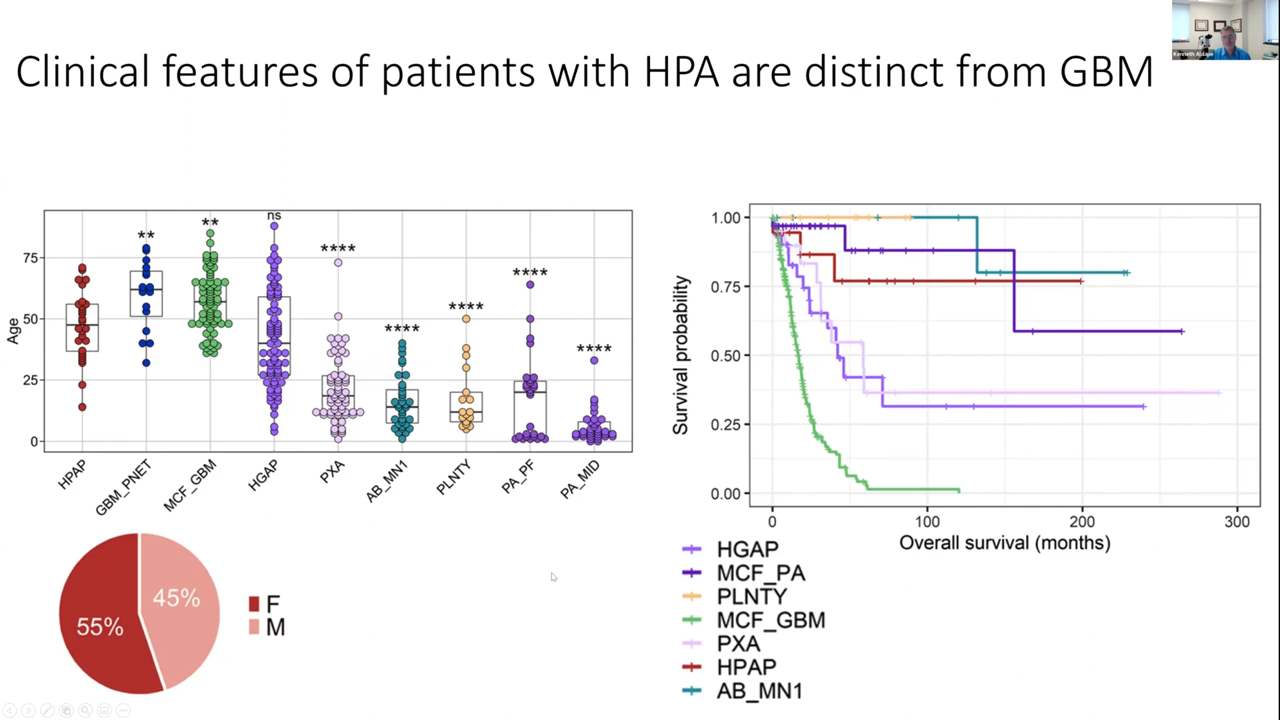 Clinical features of patients with HPA are distinct from GBM
Kenneth Aldape
ns
**
**
****
****
****
****
****
75
50
25
0
Age
HPAP
GBM_PNET
MCF_GBM
HGAP
PXA
AB_MN1
PLNTY
PA_PF
PA_MID
55%
45%
F
M
1.00
0.75
0.50
0.25
0.00
Survival probability
0
100
200
300
Overall survival (months)
HGAP
MCF_PA
PLNTY
MCF_GBM
PXA
HPAP
AB_MN1